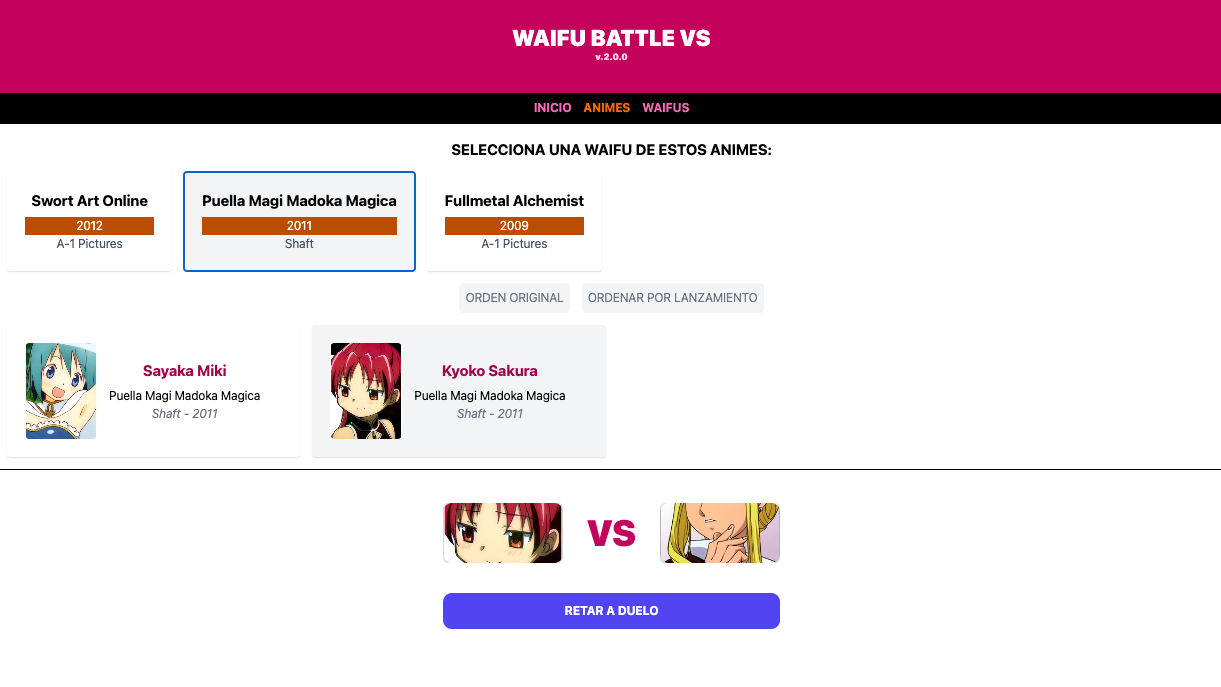 WAIFU BATTLE VS
v.2.0.0
INICIO ANIMES WAIFUS
SELECCIONA UNA WAIFU DE ESTOS ANIMES:
Swort Art Online
2012
A-1 Pictures
Puella Magi Madoka Magica
2011
Shaft
Fullmetal Alchemist
2009
A-1 Pictures
ORDEN ORIGINAL
ORDENAR POR LANZAMIENTO
Sayaka Miki
Puella Magi Madoka Magica
Shaft - 2011
Kyoko Sakura
Puella Magi Madoka Magica
Shaft - 2011
VS
RETAR A DUELO